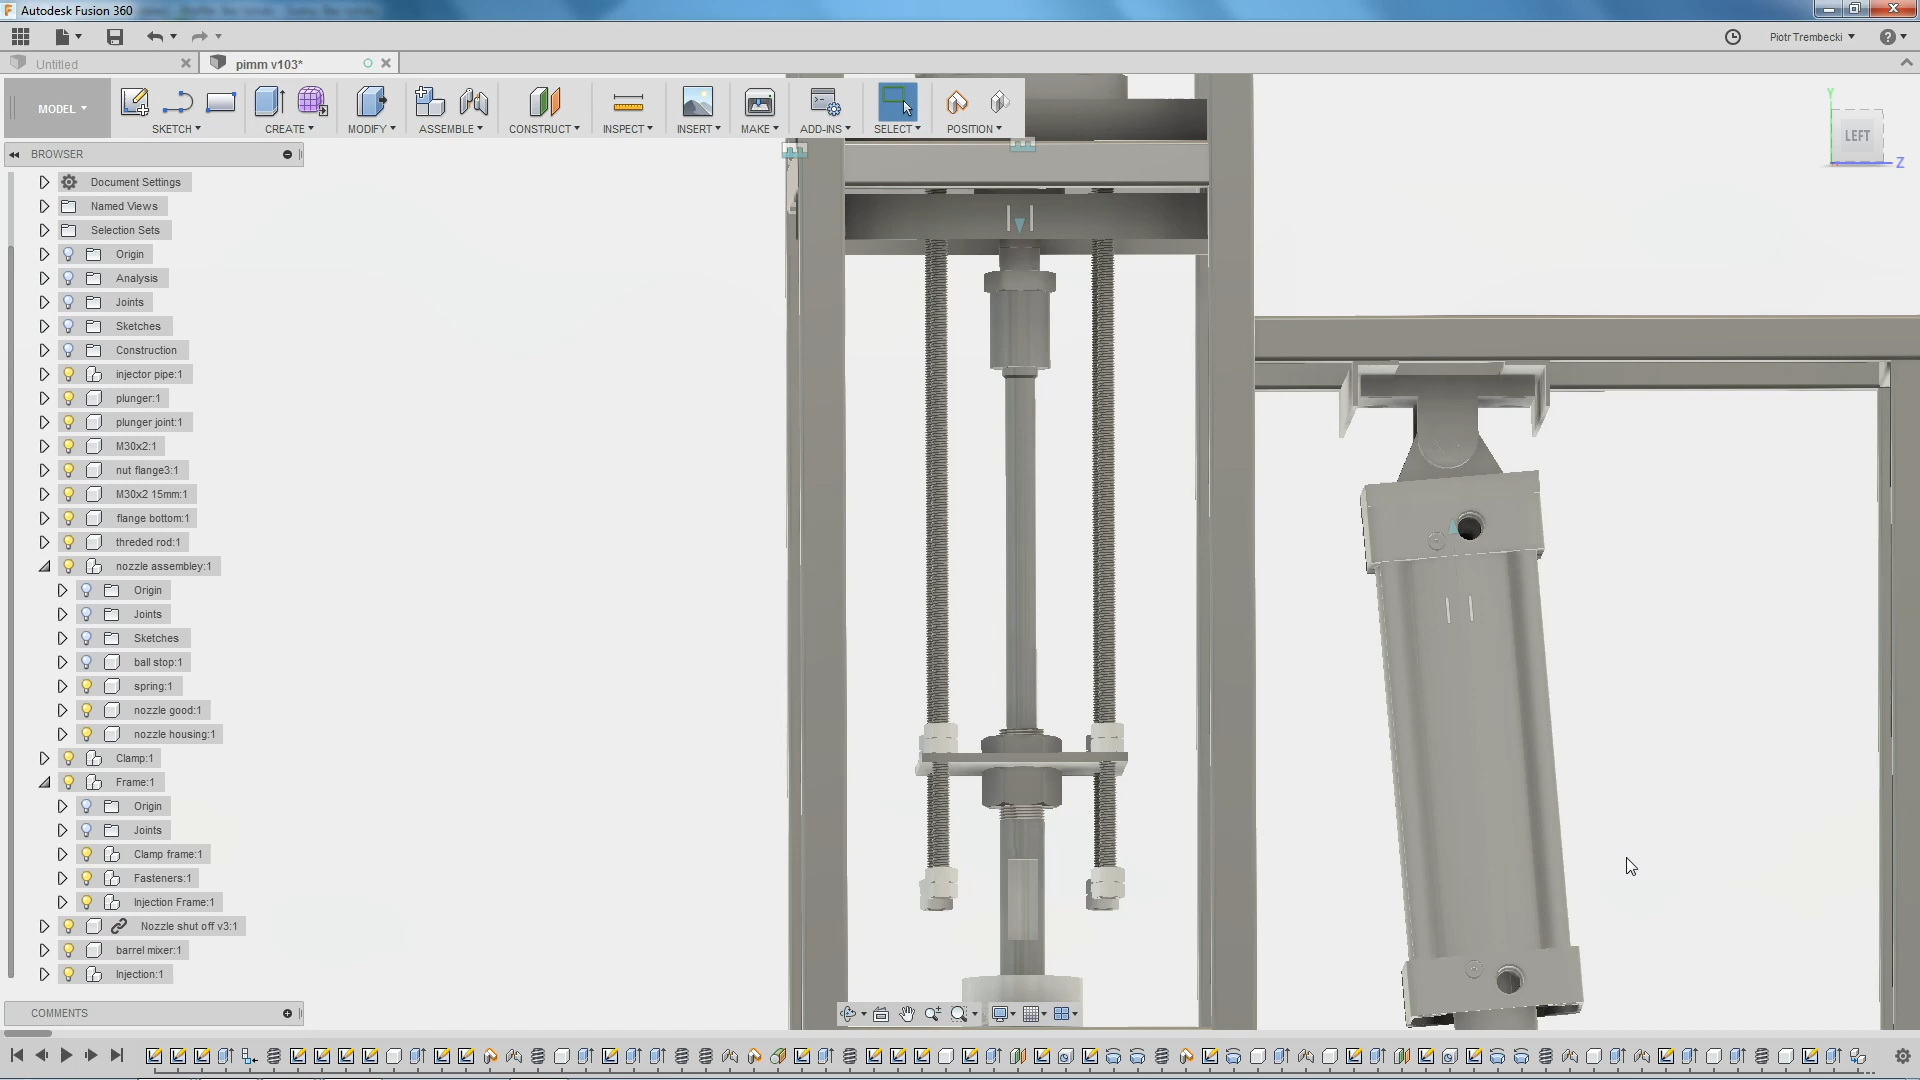 Autodesk Fusion 360
Piotr Trembecki
Untitled
pimm v103*
MODEL
SKETCH
CREATE
MODIFY
ASSEMBLE
CONSTRUCT
INSPECT
INSERT
MAKE
ADD-INS
SELECT
POSITION
Y
LEFT
Z
BROWSER
Document Settings
Named Views
Selection Sets
Origin
Analysis
Joints
Sketches
Construction
injector pipe:1
plunger:1
plunger joint:1
M30x2:1
nut flange3:1
M30x2 15mm:1
flange bottom:1
threded rod:1
nozzle assembley:1
Origin
Joints
Sketches
ball stop:1
spring:1
nozzle good:1
nozzle housing:1
Clamp:1
Frame:1
Origin
Joints
Clamp frame:1
Fasteners:1
Injection Frame:1
Nozzle shut off v3:1
barrel mixer:1
Injection:1
COMMENTS